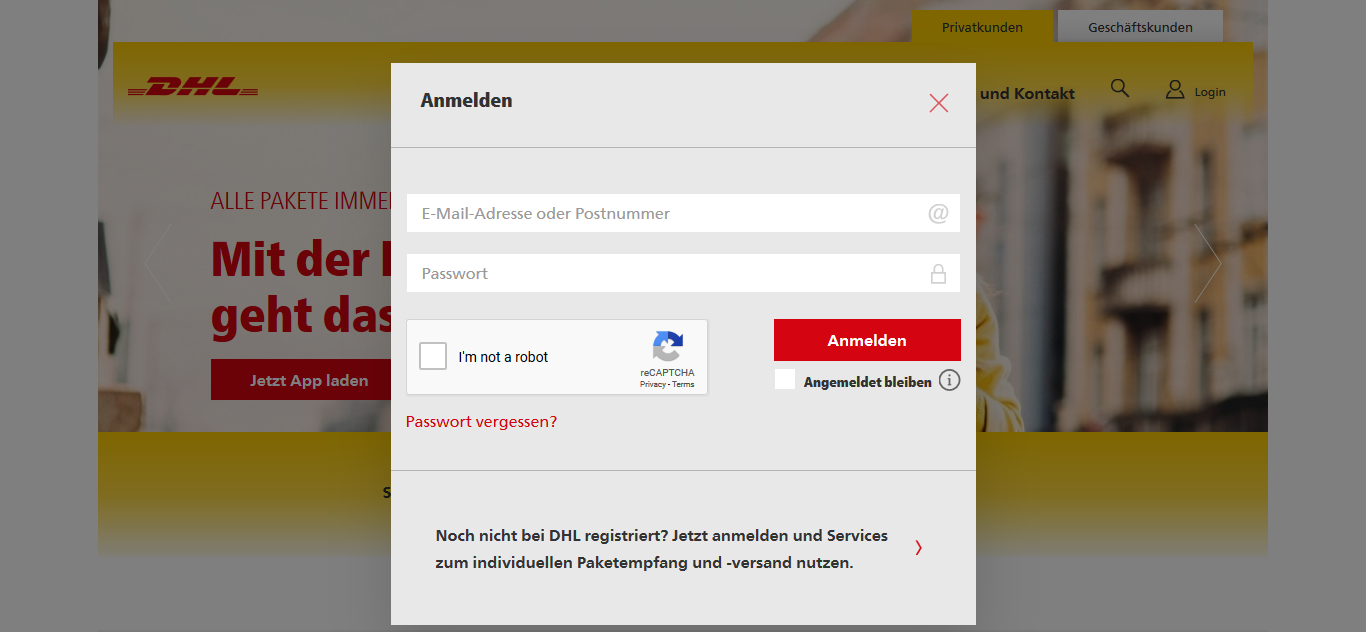 Privatkunden
Geschäftskunden
DHL
und Kontakt
Login
Anmelden
ALLE PAKETE IMME
Mit der
geht das
Jetzt App laden
E-Mail-Adresse oder Postnummer
@
Passwort
I'm not a robot
reCAPTCHA
Privacy - Terms
Anmelden
Angemeldet bleiben
i
Passwort vergessen?
S
Noch nicht bei DHL registriert? Jetzt anmelden und Services
zum individuellen Paketempfang und -versand nutzen.